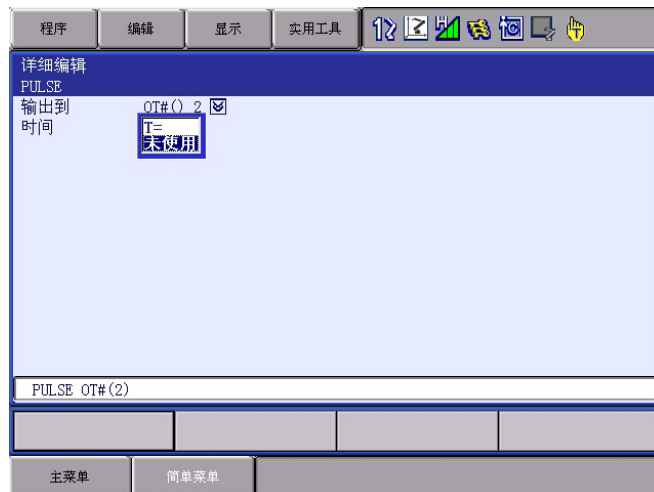 程序 编辑 显示 实用工具
详细编辑
PULSE
输出到 OT#() 2
时间 T=
未使用
PULSE OT#(2)
主菜单 简单菜单